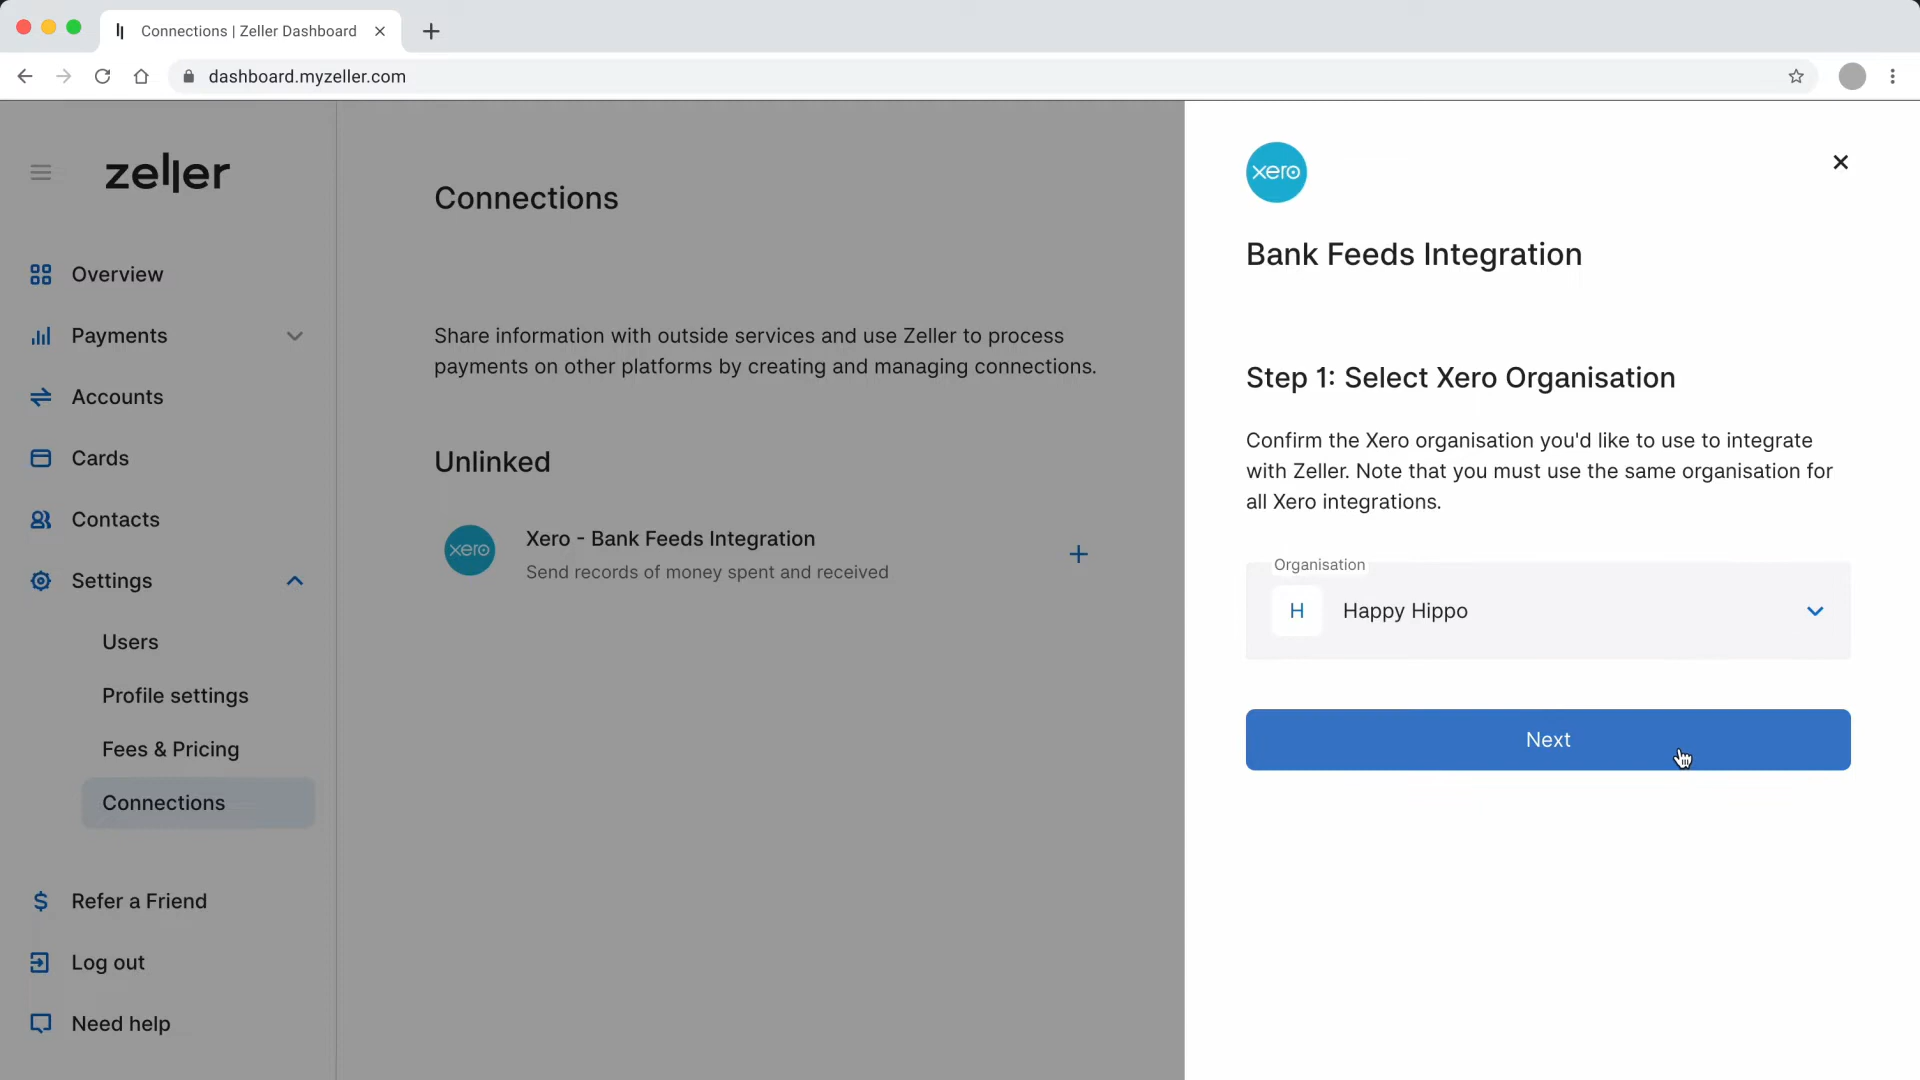 Connections | Zeller Dashboard
dashboard.myzeller.com
zeller
Overview
Payments
Accounts
Cards
Contacts
Settings
Users
Profile settings
Fees & Pricing
Connections
Refer a Friend
Log out
Need help
Connections
Share information with outside services and use Zeller to process
payments on other platforms by creating and managing connections.
Unlinked
xero
Xero - Bank Feeds Integration
Send records of money spent and received
xero
Bank Feeds Integration
Step 1: Select Xero Organisation
Confirm the Xero organisation you'd like to use to integrate
with Zeller. Note that you must use the same organisation for
all Xero integrations.
Organisation
H Happy Hippo
Next